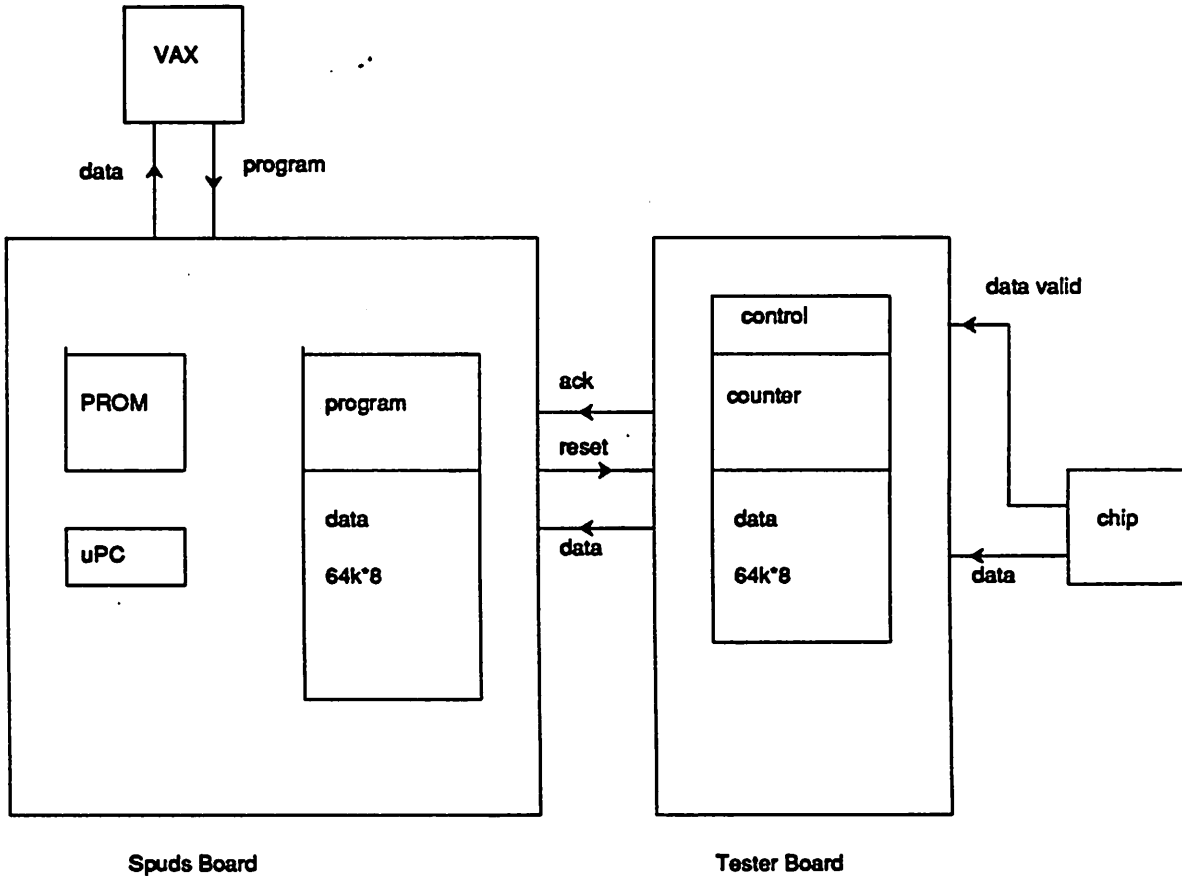 VAX
data
program
data valid
control
PROM
program
ack
counter
reset
data
64k*8
data
uPC
data
64k*8
chip
data
Spuds Board
Tester Board